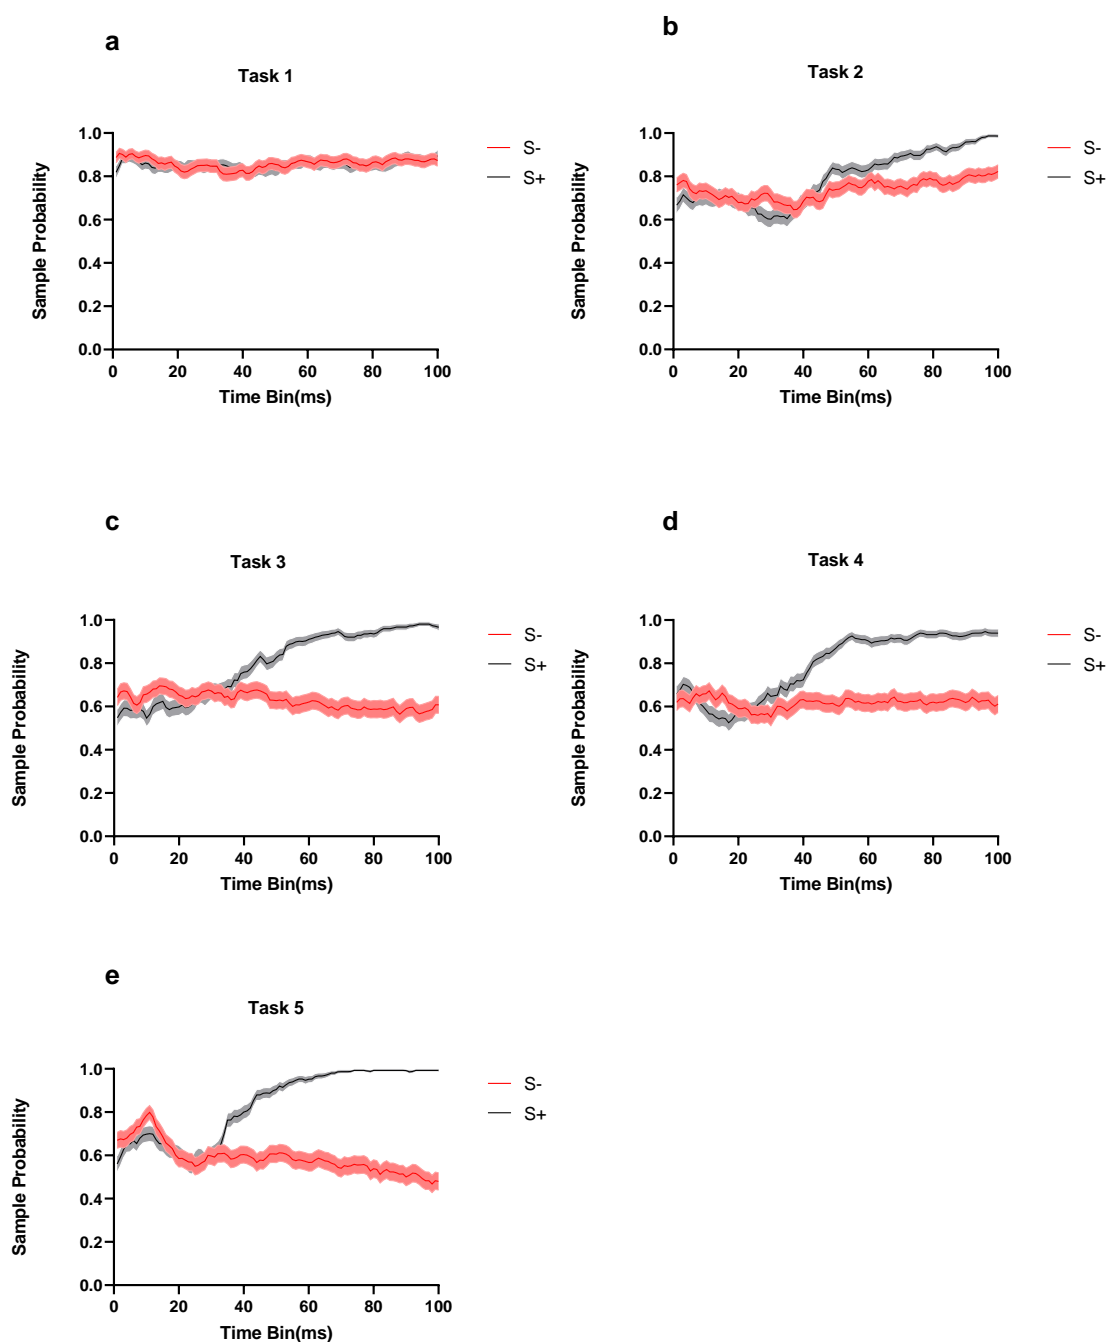 a
Task 1
1.0
0.8
0.6
0.4
0.2
0.0
Sample Probability
0 20 40 60 80 100
Time Bin(ms)
S-
S+
b
Task 2
1.0
0.8
0.6
0.4
0.2
0.0
Sample Probability
0 20 40 60 80 100
Time Bin(ms)
S-
S+
c
Task 3
1.0
0.8
0.6
0.4
0.2
0.0
Sample Probability
0 20 40 60 80 100
Time Bin(ms)
S-
S+
d
Task 4
1.0
0.8
0.6
0.4
0.2
0.0
Sample Probability
0 20 40 60 80 100
Time Bin(ms)
S-
S+
e
Task 5
1.0
0.8
0.6
0.4
0.2
0.0
Sample Probability
0 20 40 60 80 100
Time Bin(ms)
S-
S+